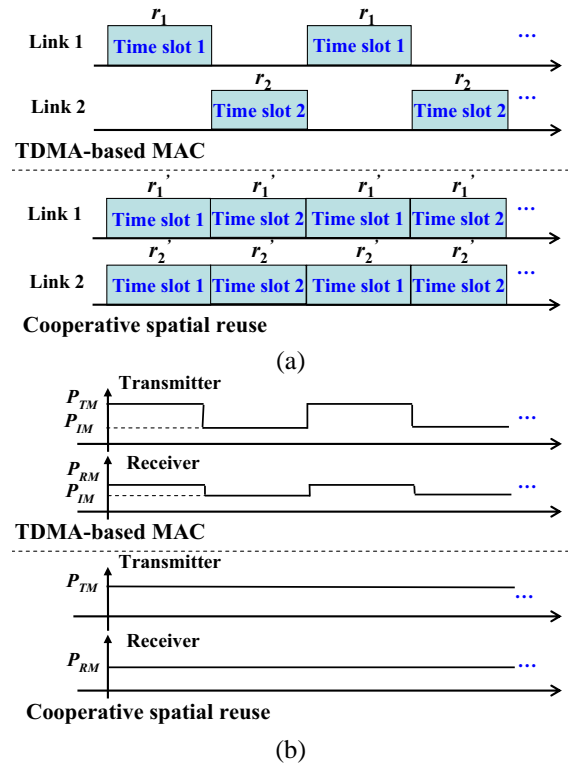 r1 r1
Link 1 Time slot 1 Time slot 1 ...
r2 r2
Link 2 Time slot 2 Time slot 2 ...
TDMA-based MAC
r1' r1' r1' r1'
Link 1 Time slot 1 Time slot 2 Time slot 1 Time slot 2 ...
r2' r2' r2' r2'
Link 2 Time slot 1 Time slot 2 Time slot 1 Time slot 2 ...
Cooperative spatial reuse
(a)
Transmitter
PTM
PIM ...
Receiver
PRM
PIM ...
TDMA-based MAC
Transmitter
PTM ...
Receiver
PRM ...
Cooperative spatial reuse
(b)